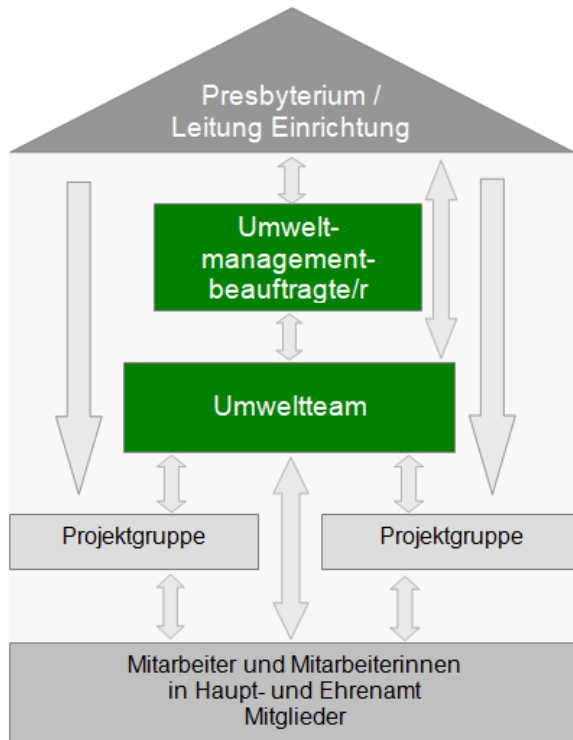 Presbyterium /
Leitung Einrichtung
Umwelt-
management-
beauftragte/r
Umweltteam
Projektgruppe
Projektgruppe
Mitarbeiter und Mitarbeiterinnen
in Haupt- und Ehrenamt
Mitglieder